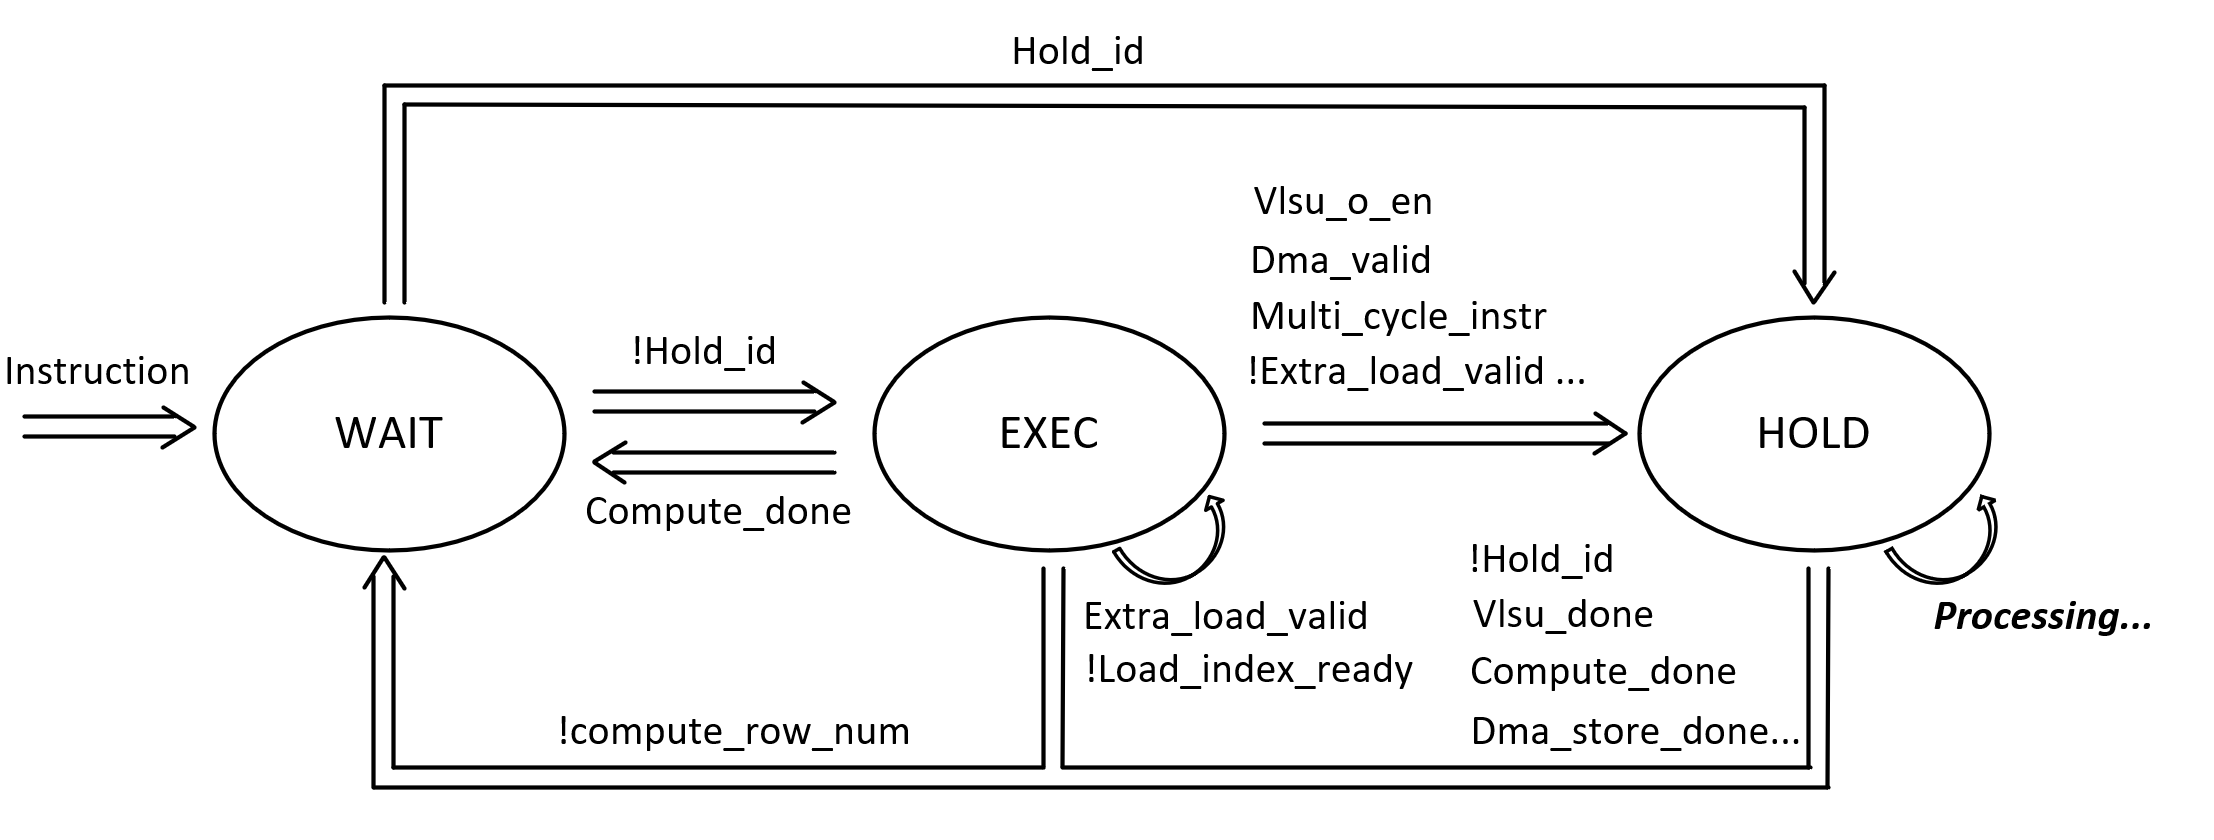 Hold_id
Vlsu_o_en
Dma_valid
Multi_cycle_instr
!Extra_load_valid ...
Instruction
!Hold_id
WAIT
EXEC
HOLD
Compute_done
Extra_load_valid
!Load_index_ready
!Hold_id
Vlsu_done
Compute_done
Dma_store_done...
Processing...
!compute_row_num